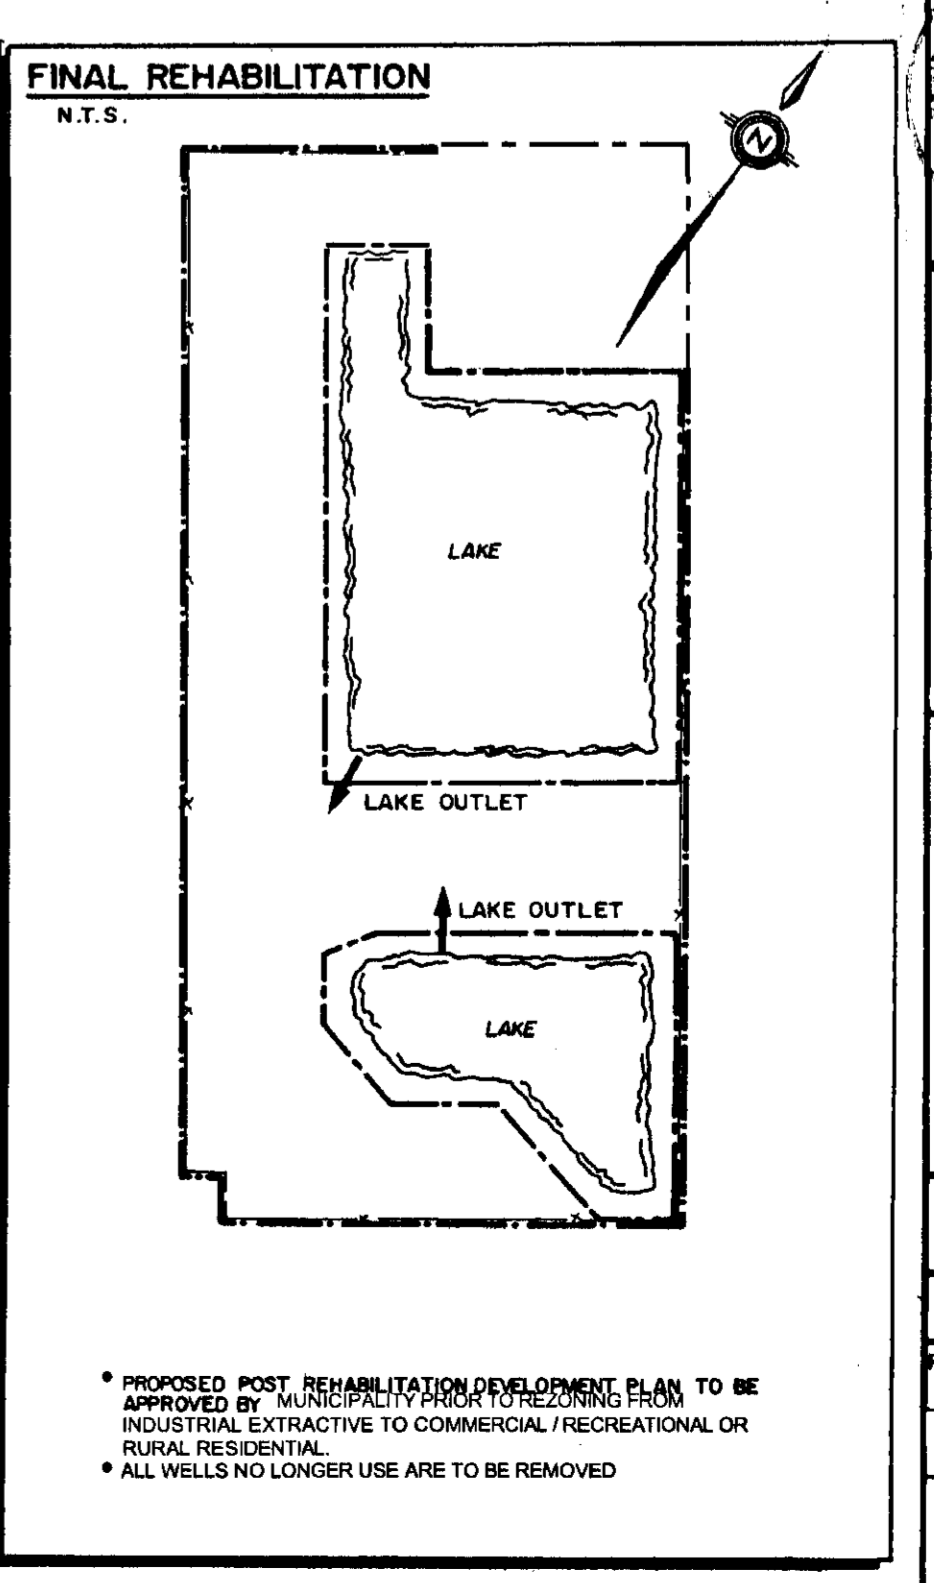 FINAL REHABILITATION
N.T.S.
N
LAKE
LAKE OUTLET
LAKE OUTLET
LAKE
• PROPOSED POST REHABILITATION DEVELOPMENT PLAN TO BE
APPROVED BY MUNICIPALITY PRIOR TO REZONING FROM
INDUSTRIAL EXTRACTIVE TO COMMERCIAL / RECREATIONAL OR
RURAL RESIDENTIAL.
• ALL WELLS NO LONGER USE ARE TO BE REMOVED